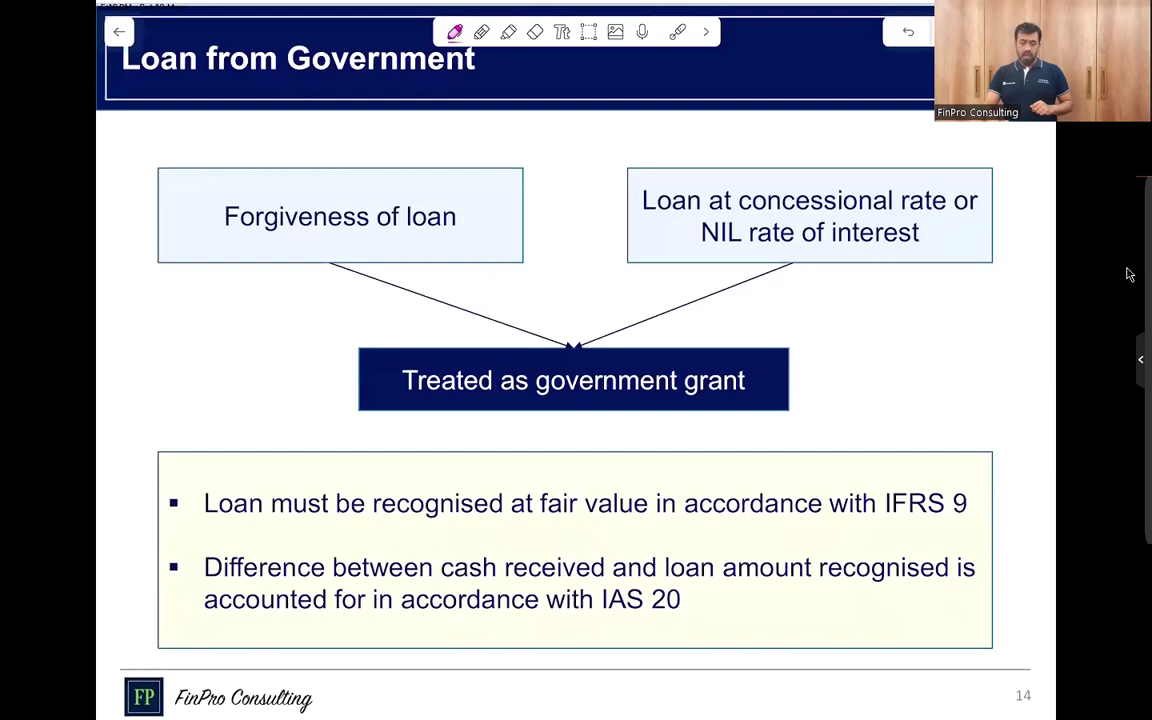 Loan from Government
Tt
FinPro Consulting
Forgiveness of loan
Loan at concessional rate or
NIL rate of interest
Treated as government grant
▪ Loan must be recognised at fair value in accordance with IFRS 9
▪ Difference between cash received and loan amount recognised is
accounted for in accordance with IAS 20
FP
FinPro Consulting
14